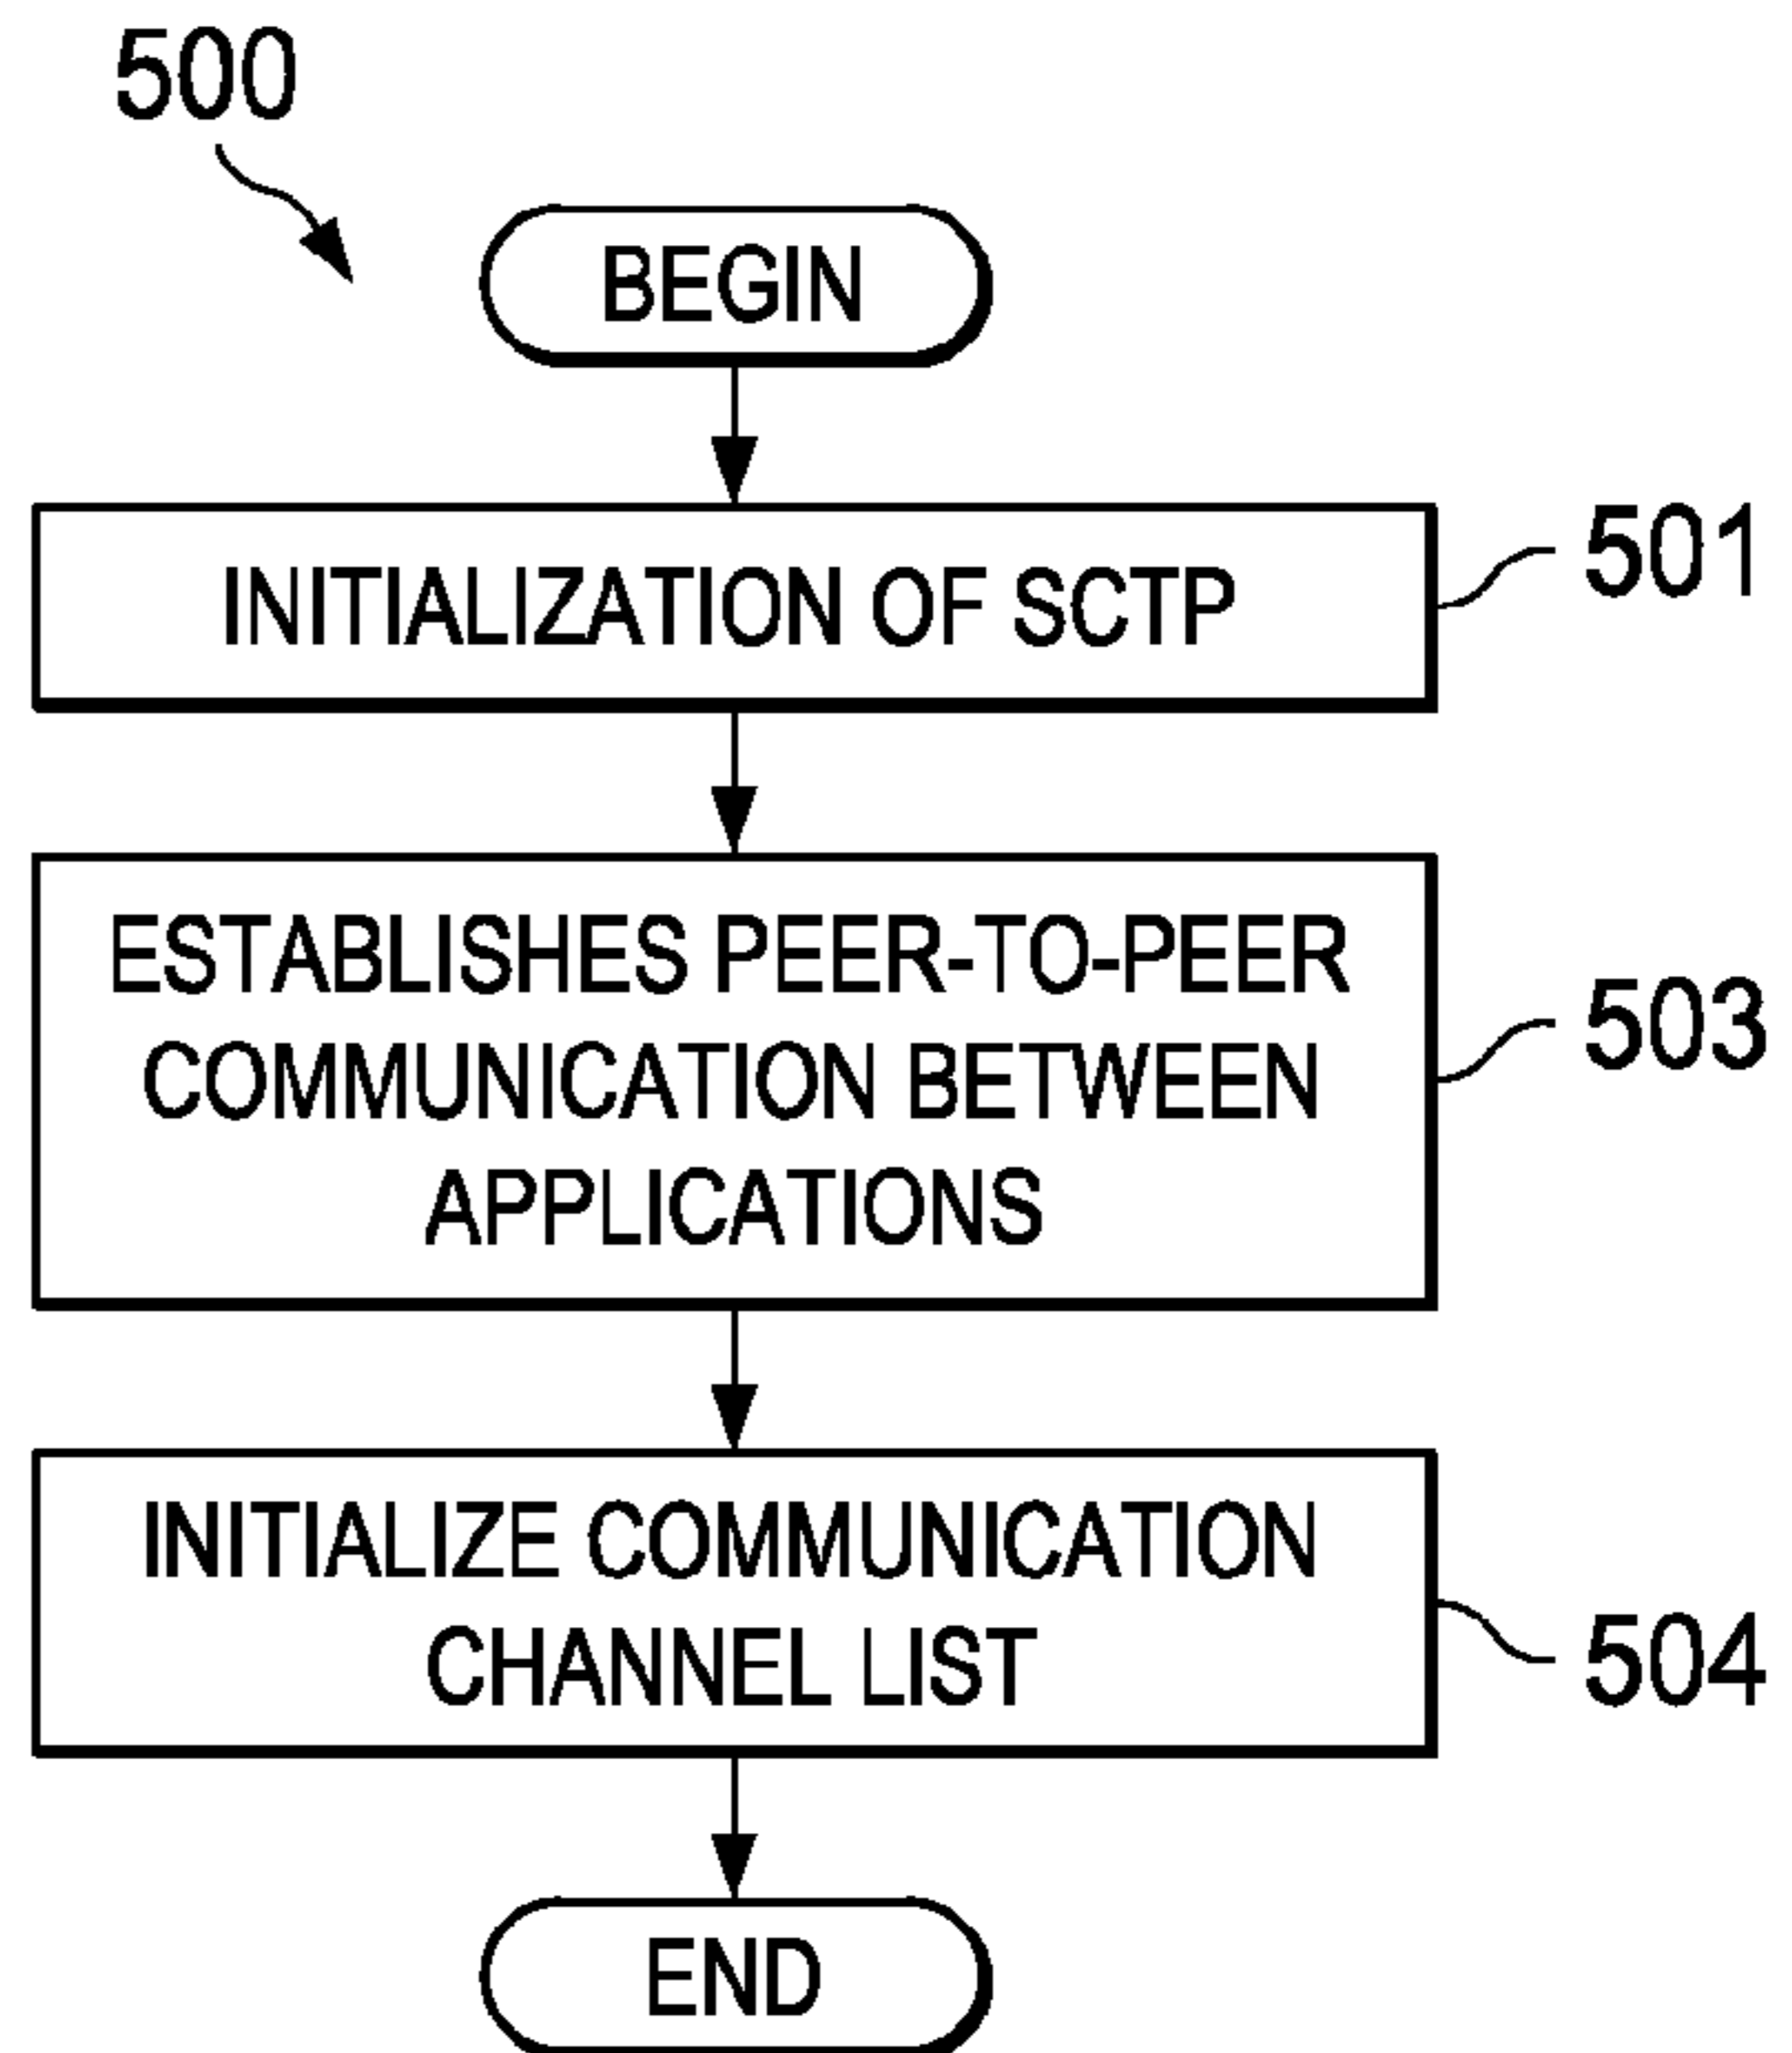 500
BEGIN
INITIALIZATION OF SCTP
501
ESTABLISHES PEER-TO-PEER
COMMUNICATION BETWEEN
APPLICATIONS
503
INITIALIZE COMMUNICATION
CHANNEL LIST
504
END